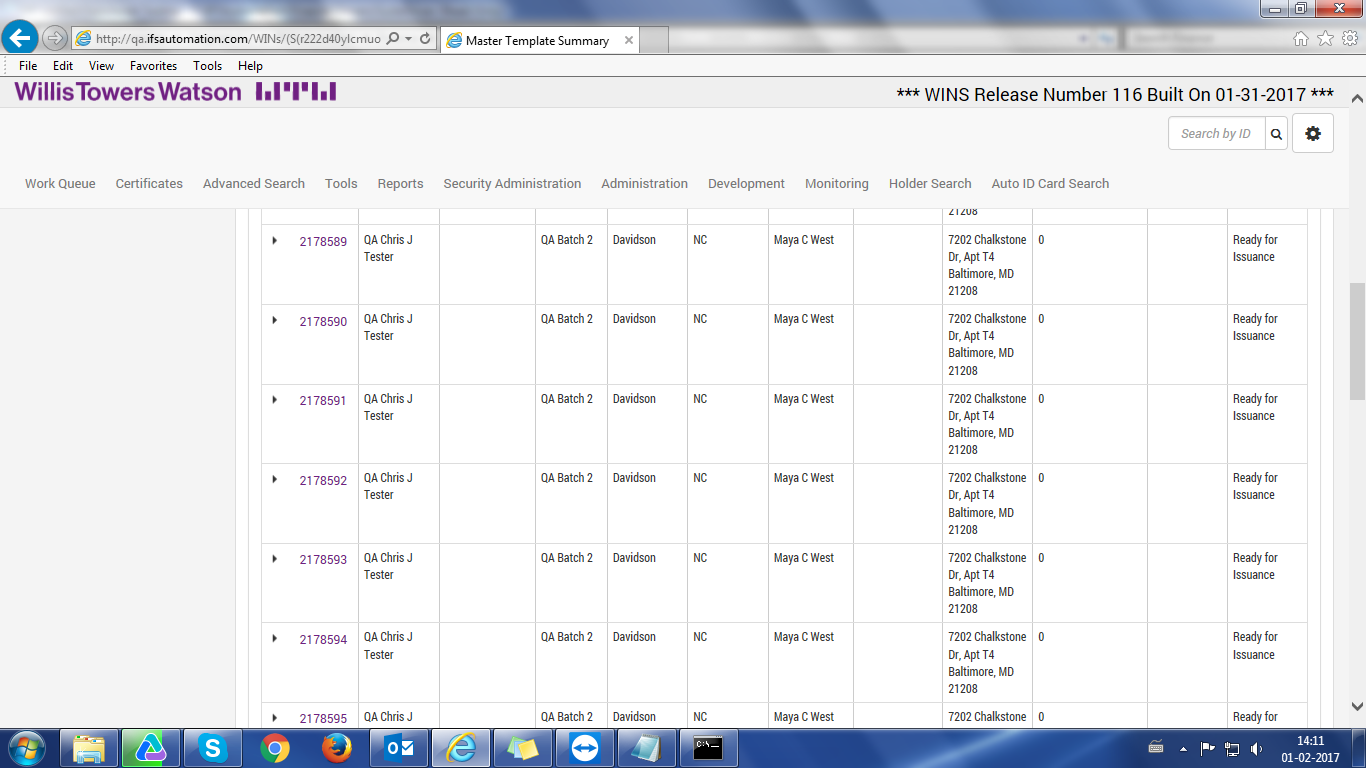 http://qa.ifsautomation.com/WINs/(S(r222d40ylcmuo
Master Template Summary
File Edit View Favorites Tools Help
WillisTowersWatson
*** WINS Release Number 116 Built On 01-31-2017 ***
Search by ID
Work Queue Certificates Advanced Search Tools Reports Security Administration Administration Development Monitoring Holder Search Auto ID Card Search
21208
2178589 QA Chris J QA Batch 2 Davidson NC Maya C West 7202 Chalkstone 0 Ready for
Tester Dr, Apt T4 Issuance
Baltimore, MD
21208
2178590 QA Chris J QA Batch 2 Davidson NC Maya C West 7202 Chalkstone 0 Ready for
Tester Dr, Apt T4 Issuance
Baltimore, MD
21208
2178591 QA Chris J QA Batch 2 Davidson NC Maya C West 7202 Chalkstone 0 Ready for
Tester Dr, Apt T4 Issuance
Baltimore, MD
21208
2178592 QA Chris J QA Batch 2 Davidson NC Maya C West 7202 Chalkstone 0 Ready for
Tester Dr, Apt T4 Issuance
Baltimore, MD
21208
2178593 QA Chris J QA Batch 2 Davidson NC Maya C West 7202 Chalkstone 0 Ready for
Tester Dr, Apt T4 Issuance
Baltimore, MD
21208
2178594 QA Chris J QA Batch 2 Davidson NC Maya C West 7202 Chalkstone 0 Ready for
Tester Dr, Apt T4 Issuance
Baltimore, MD
21208
2178595 QA Chris J QA Batch 2 Davidson NC Maya C West 7202 Chalkstone 0 Ready for
14:11
01-02-2017